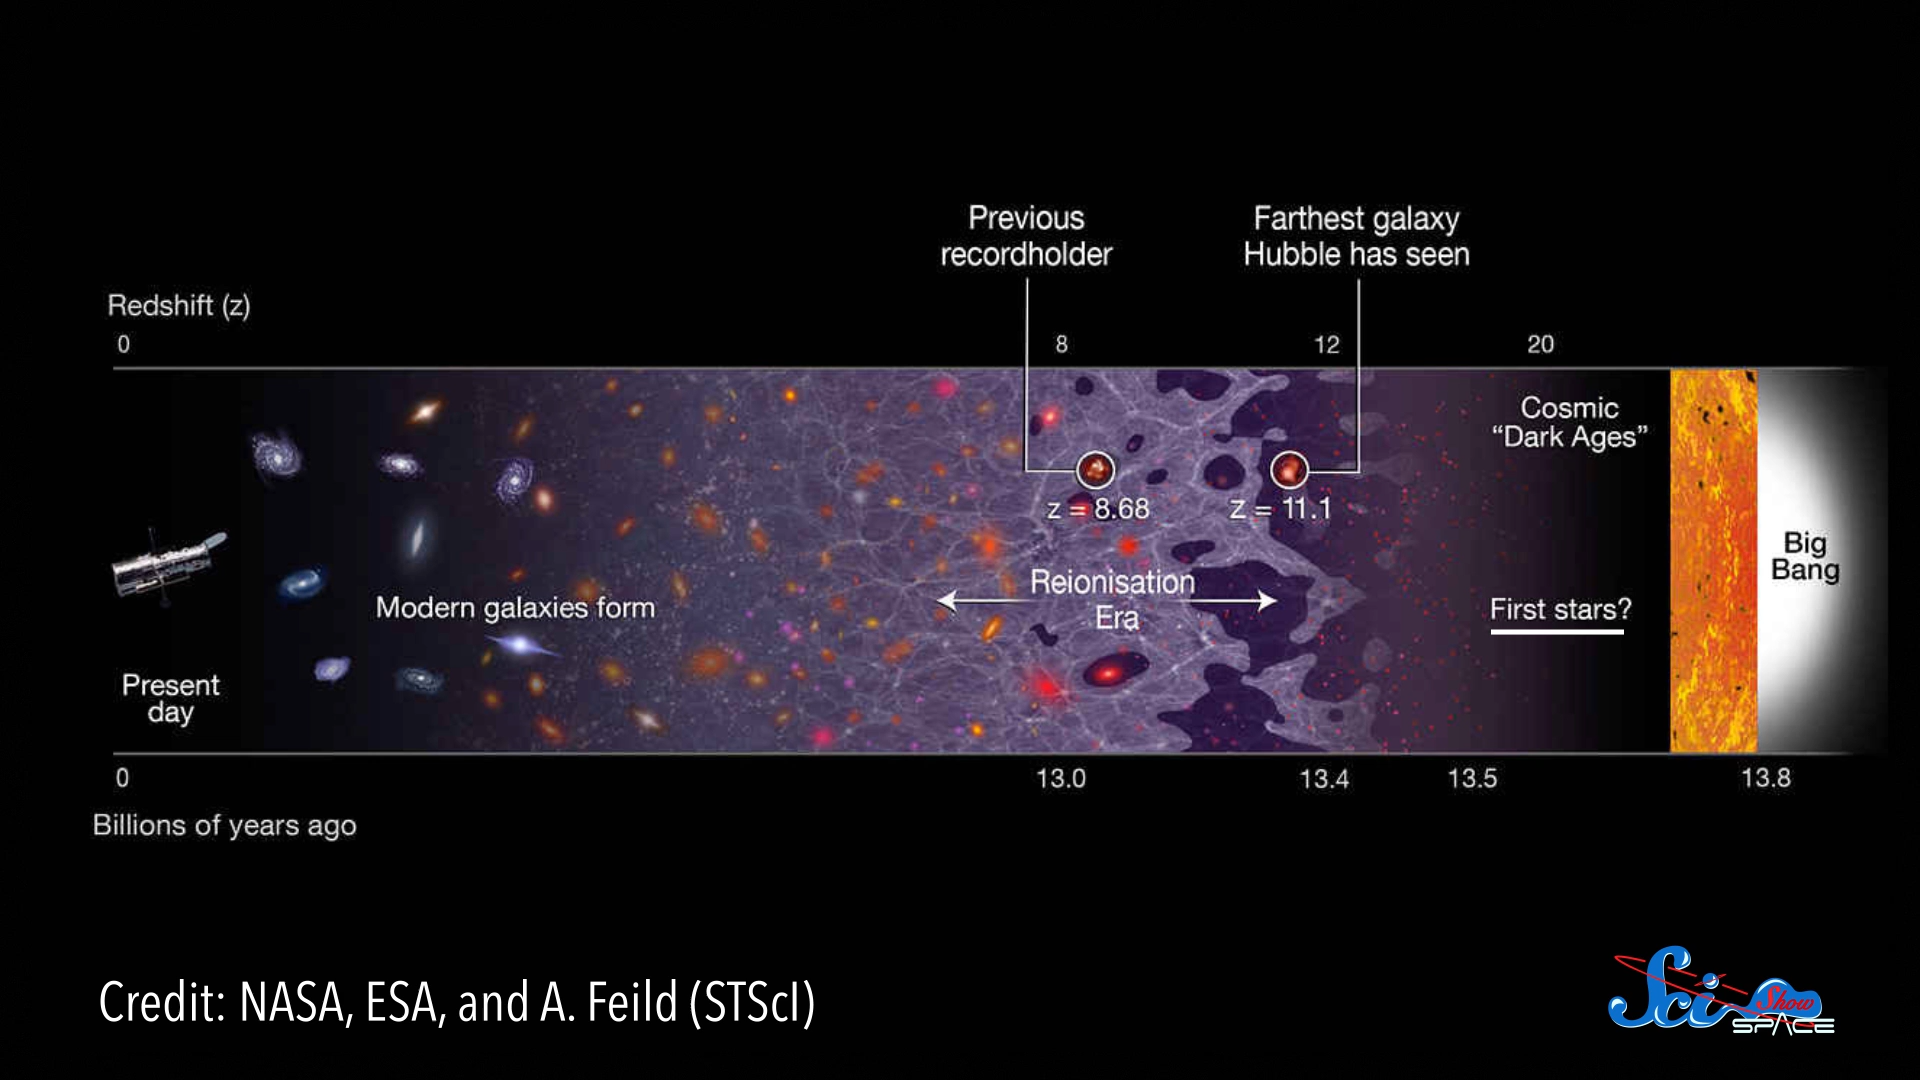 Previous
recordholder
Farthest galaxy
Hubble has seen
Redshift (z)
0
8
12
20
Cosmic
“Dark Ages”
z = 8.68
z = 11.1
Big
Bang
Reionisation
Era
Modern galaxies form
First stars?
Present
day
0
13.0
13.4
13.5
13.8
Billions of years ago
Credit: NASA, ESA, and A. Feild (STScI)
Sci
Show
SPACE